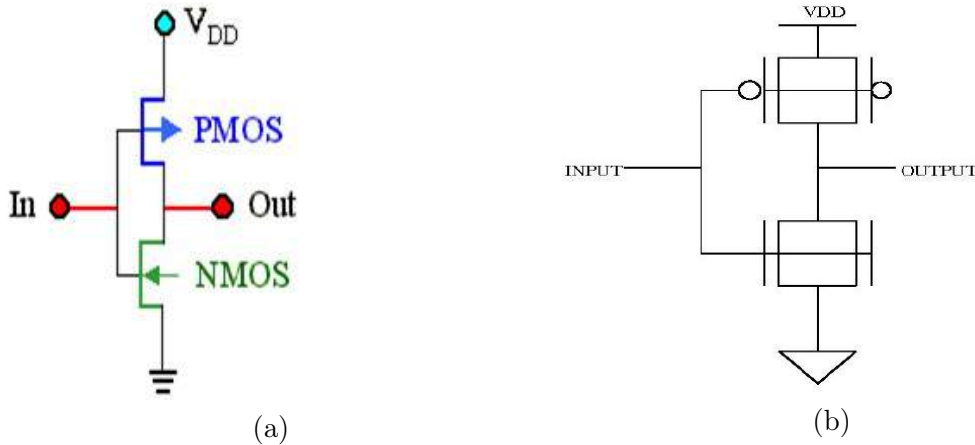 V_DD
PMOS
In
Out
NMOS
(a)
VDD
INPUT
OUTPUT
(b)